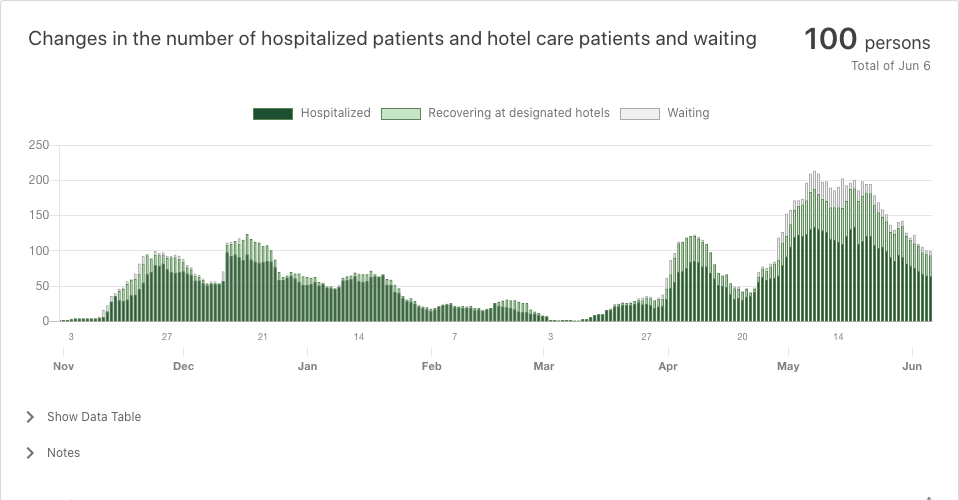 Changes in the number of hospitalized patients and hotel care patients and waiting
100 persons
Total of Jun 6
Hospitalized Recovering at designated hotels Waiting
250
200
150
100
50
0
3 27 21 14 7 3 27 20 14
Nov Dec Jan Feb Mar Apr May Jun
Show Data Table
Notes